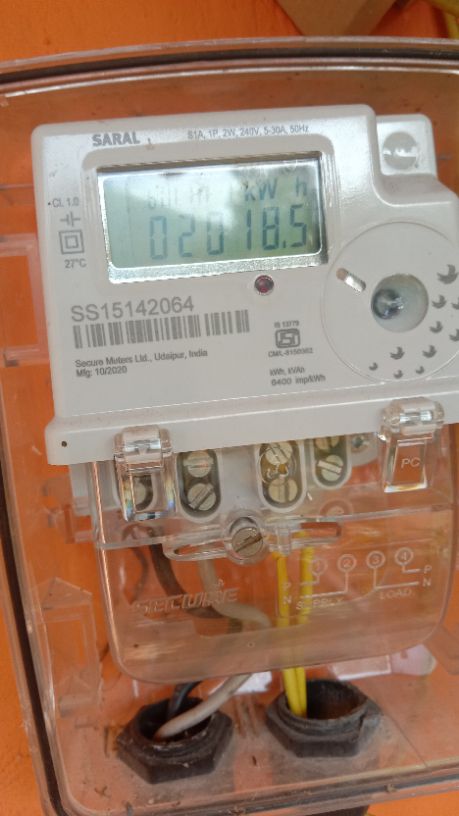 SARAL
S1A, 1P, 2W, 240V, 5-30A, 50Hz
CL 1.0
kW h
02018.5
27°C
SS15142064
IS 13779
CM/L-8150962
Secure Meters Ltd., Udaipur, India
Mfg: 10/2020
kWh, kVAh
6400 imp/kWh
PC
1 2 3 4
P P
N N
SUPPLY LOAD
SECURE